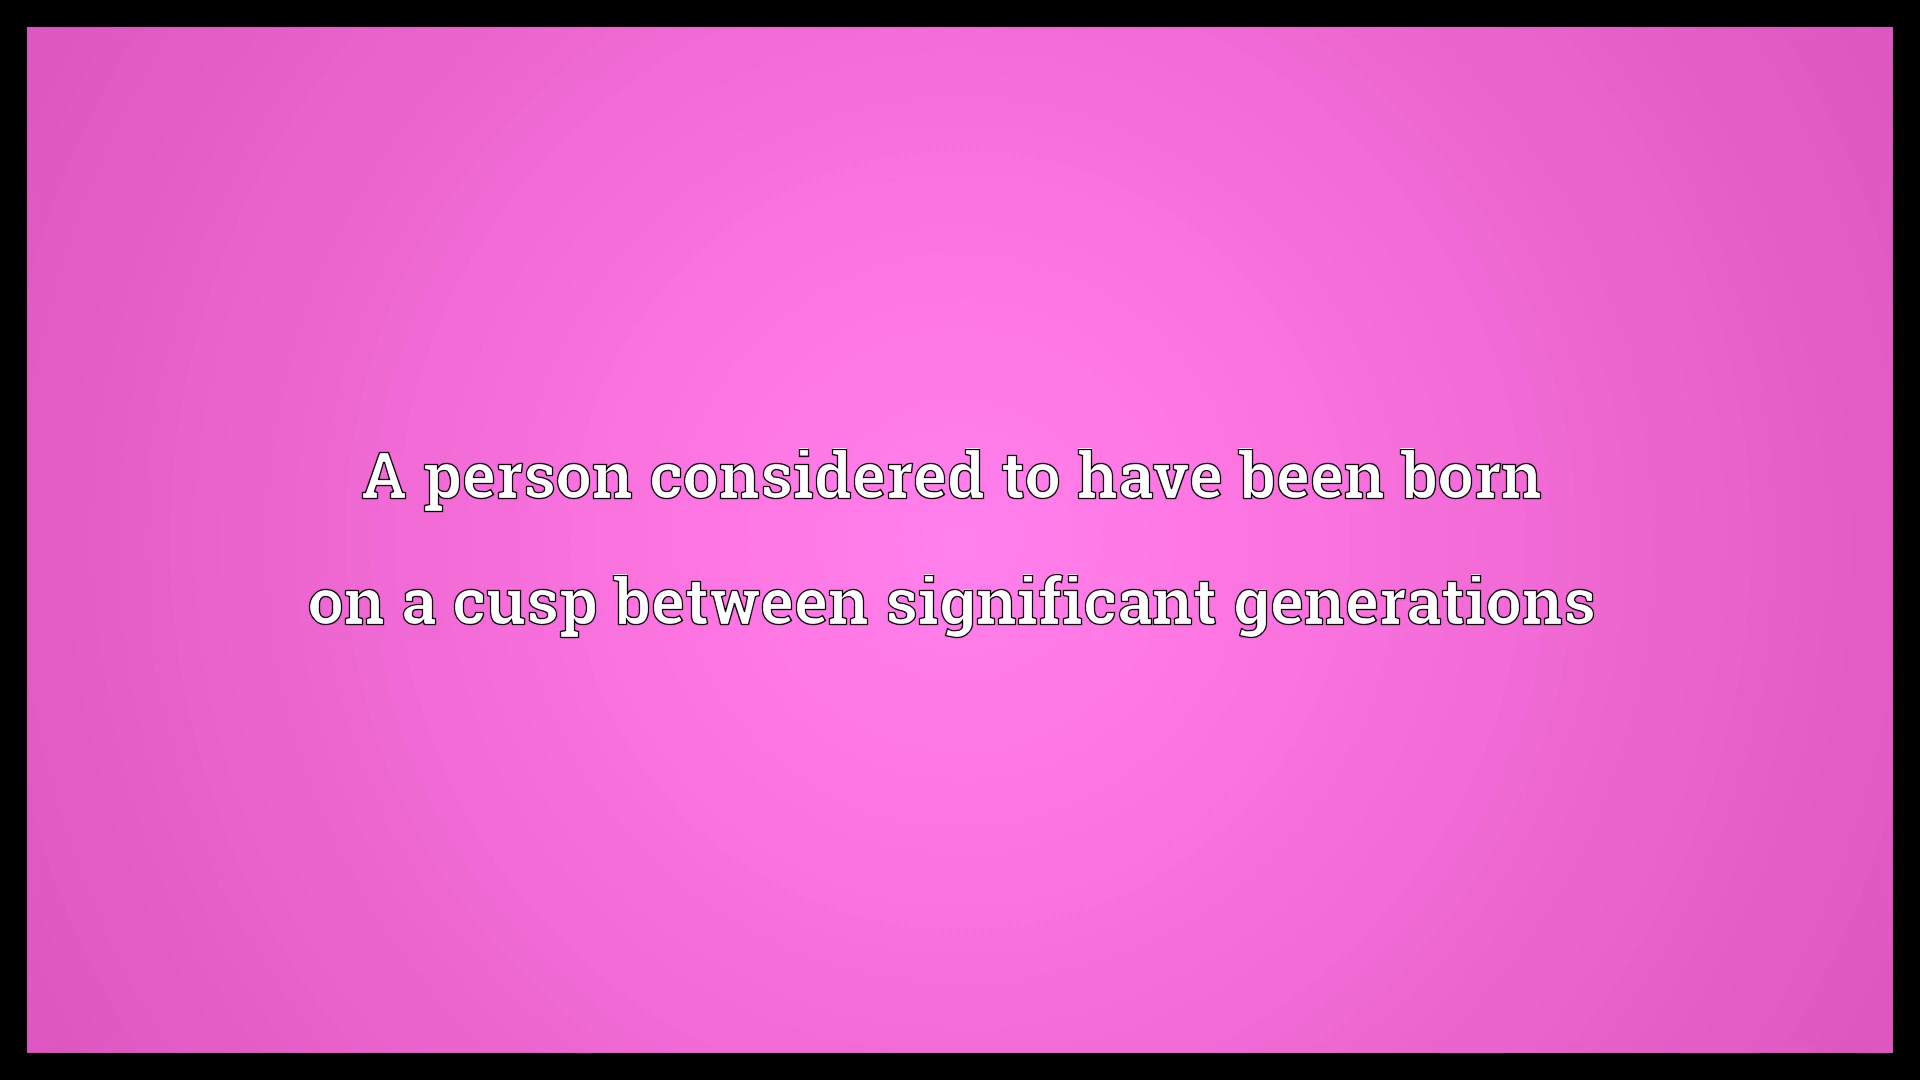 A person considered to have been born
on a cusp between significant generations